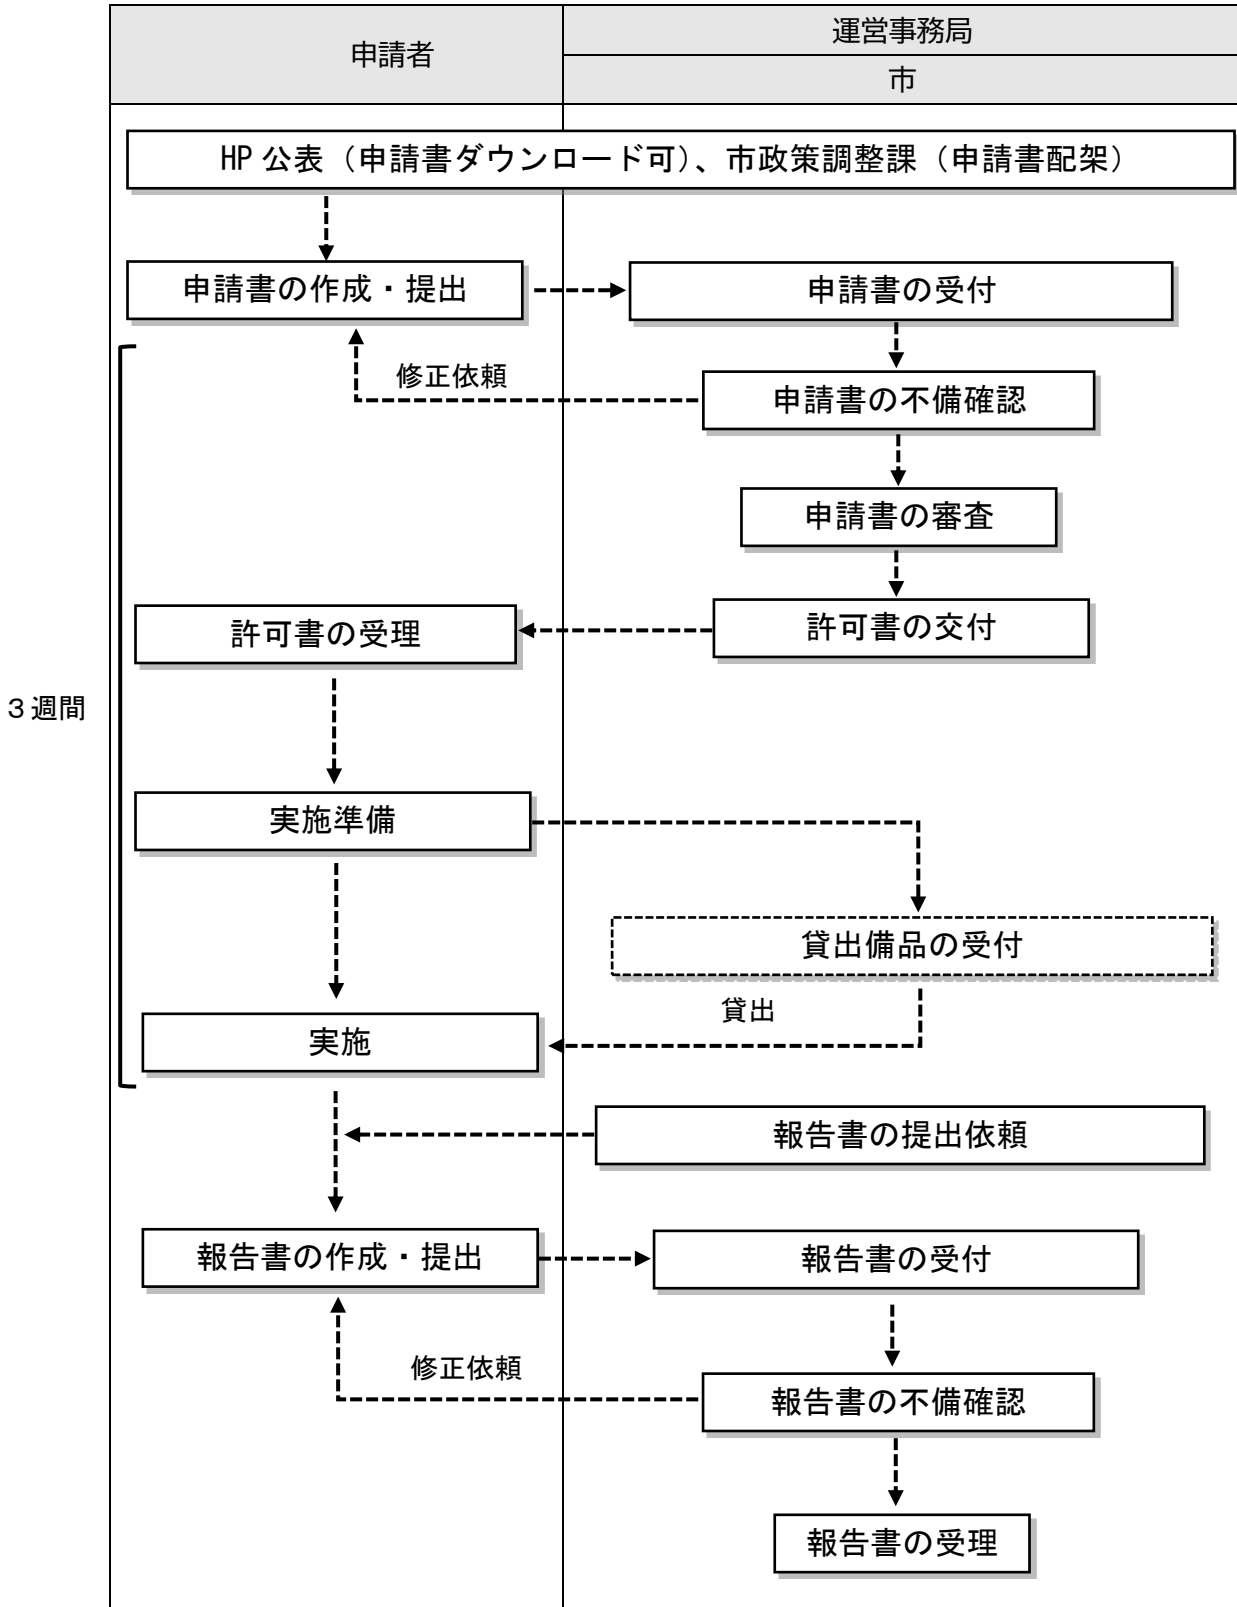 申請者
運営事務局
市
HP 公表（申請書ダウンロード可）、市政策調整課（申請書配架）
申請書の作成・提出
申請書の受付
修正依頼
申請書の不備確認
申請書の審査
許可書の受理
許可書の交付
３週間
実施準備
貸出備品の受付
貸出
実施
報告書の提出依頼
報告書の作成・提出
報告書の受付
修正依頼
報告書の不備確認
報告書の受理